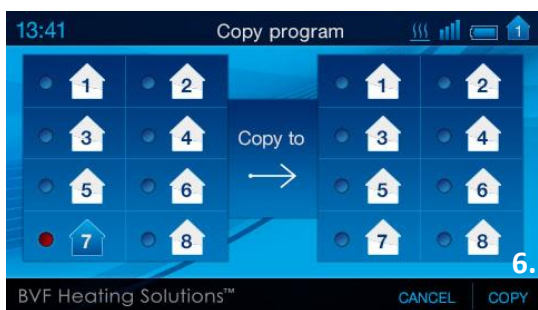 13:41 Copy program 1
1 2 1 2
3 4 Copy to 3 4
5 6 5 6
7 8 7 8
6.
BVF Heating Solutions™ CANCEL COPY